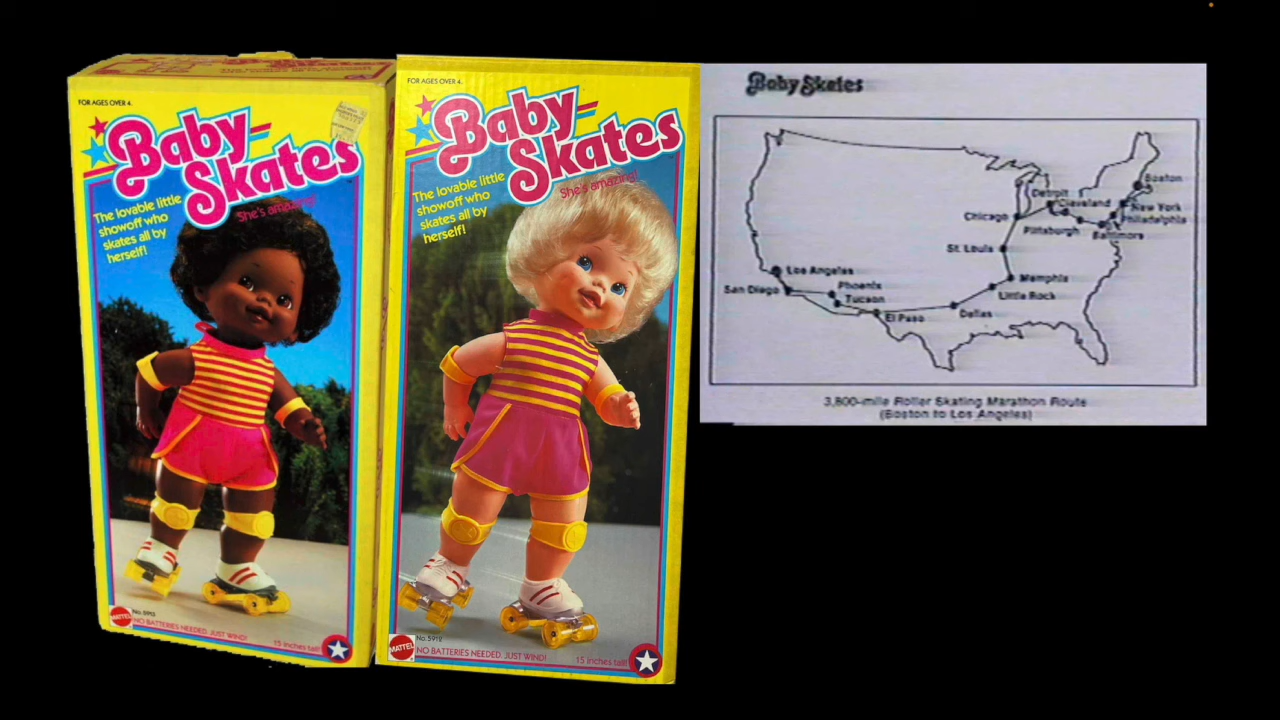 FOR AGES OVER 4.
Baby
Skates
The lovable little
showoff who
skates all by
herself!
She's amazing!
MATTEL
NO BATTERIES NEEDED. JUST WIND!
15 inches tall!
FOR AGES OVER 4.
Baby
Skates
The lovable little
showoff who
skates all by
herself!
She's amazing!
MATTEL
No. 5919
NO BATTERIES NEEDED. JUST WIND!
15 inches tall!
Baby Skates
Boston
Detroit
Cleveland
New York
Chicago
Philadelphia
Pittsburgh
Baltimore
St. Louis
Los Angeles
Memphis
San Diego
Phoenix
Little Rock
Tucson
El Paso
Dallas
3,800-mile Roller Skating Marathon Route
(Boston to Los Angeles)